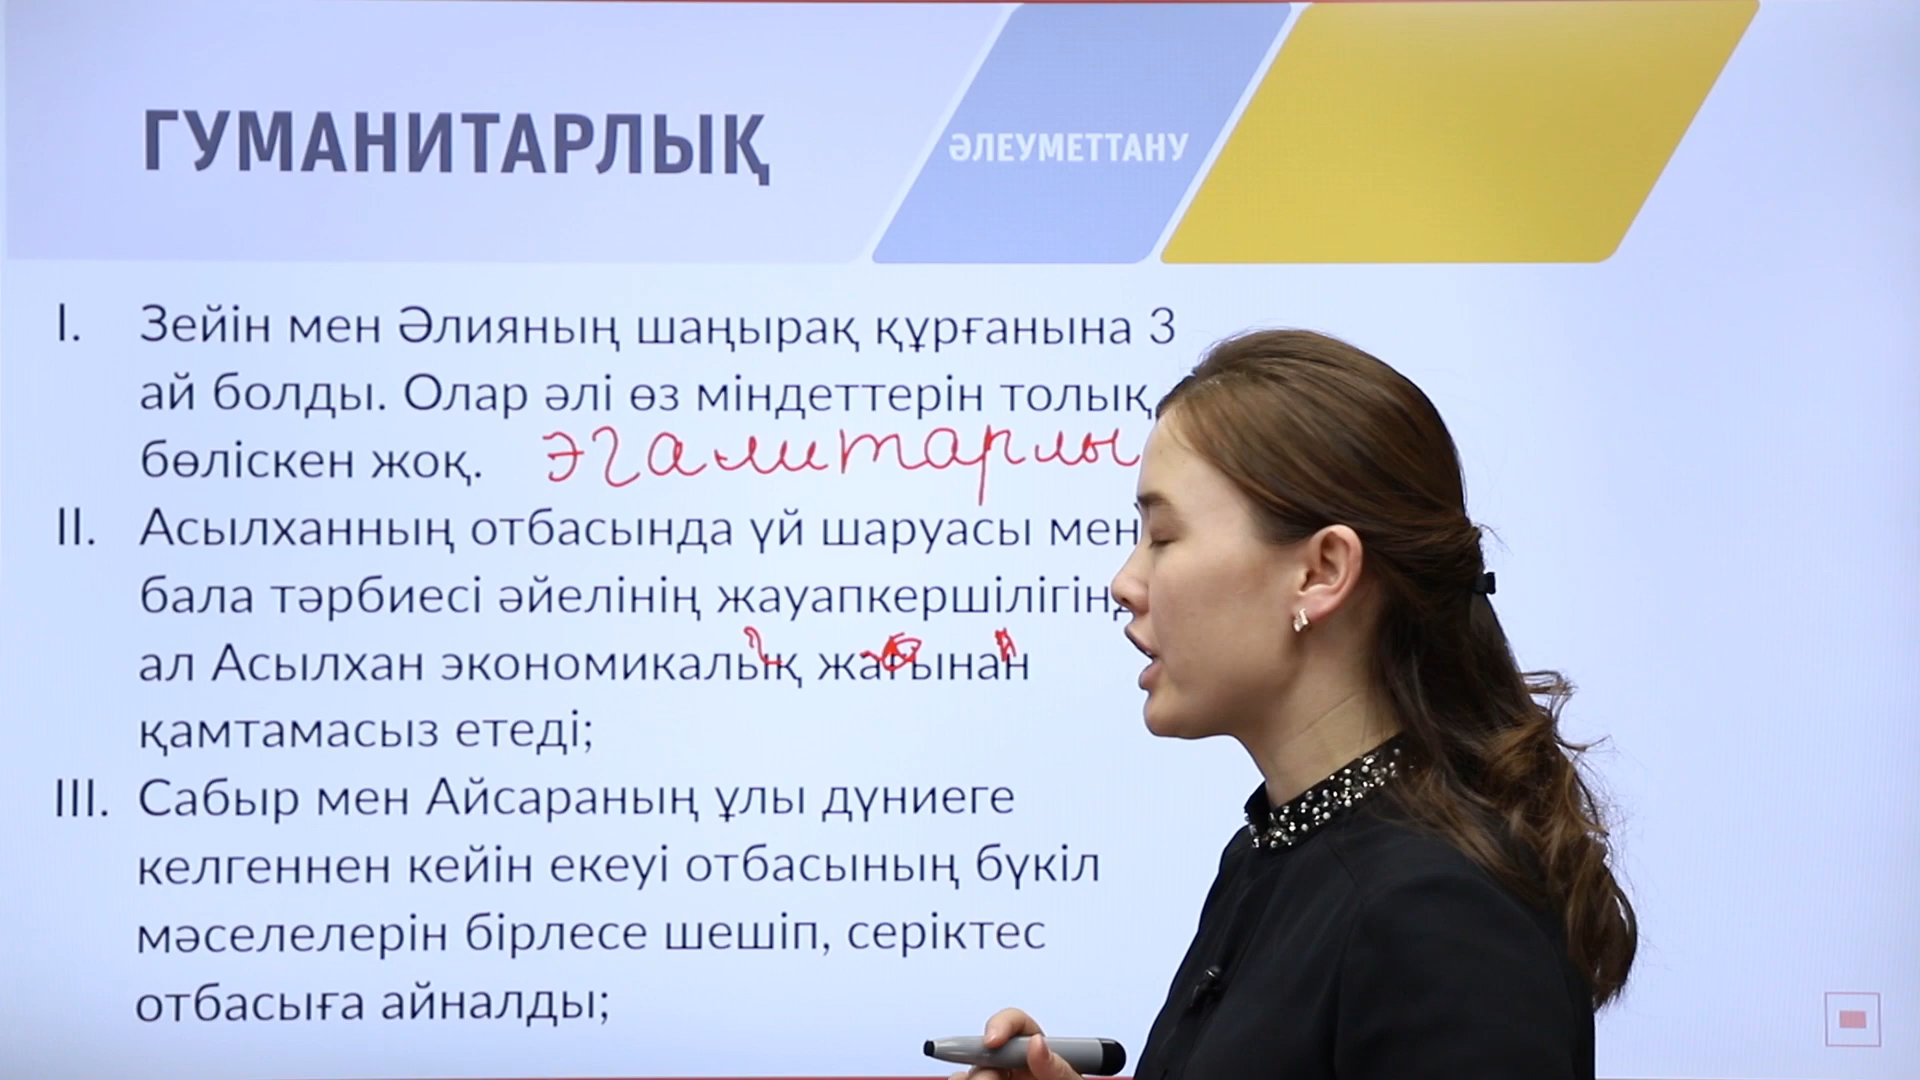 ГУМАНИТАРЛЫҚ
ӘЛЕУМЕТТАНУ
I. Зейін мен Әлияның шаңырақ құрғанына 3
ай болды. Олар әлі өз міндеттерін толық
бөліскен жоқ. эгалитарлы
II. Асылханның отбасында үй шаруасы мен
бала тәрбиесі әйелінің
ал Асылхан экономикалық жағынан
қамтамасыз етеді;
III. Сабыр мен Айсараның ұлы дүниеге
келгеннен кейін екеуі отбасының бүкіл
мәселелерін бірлесе шешіп, серіктес
отбасыға айналды;